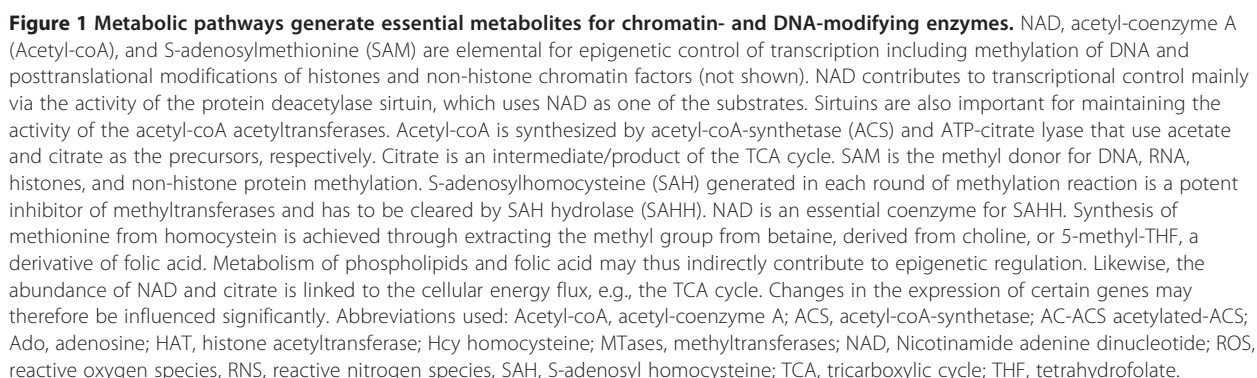 Figure 1 Metabolic pathways generate essential metabolites for chromatin- and DNA-modifying enzymes. NAD, acetyl-coenzyme A
(Acetyl-coA), and S-adenosylmethionine (SAM) are elemental for epigenetic control of transcription including methylation of DNA and
posttranslational modifications of histones and non-histone chromatin factors (not shown). NAD contributes to transcriptional control mainly
via the activity of the protein deacetylase sirtuin, which uses NAD as one of the substrates. Sirtuins are also important for maintaining the
activity of the acetyl-coA acetyltransferases. Acetyl-coA is synthesized by acetyl-coA-synthetase (ACS) and ATP-citrate lyase that use acetate
and citrate as the precursors, respectively. Citrate is an intermediate/product of the TCA cycle. SAM is the methyl donor for DNA, RNA,
histones, and non-histone protein methylation. S-adenosylhomocysteine (SAH) generated in each round of methylation reaction is a potent
inhibitor of methyltransferases and has to be cleared by SAH hydrolase (SAHH). NAD is an essential coenzyme for SAHH. Synthesis of
methionine from homocystein is achieved through extracting the methyl group from betaine, derived from choline, or 5-methyl-THF, a
derivative of folic acid. Metabolism of phospholipids and folic acid may thus indirectly contribute to epigenetic regulation. Likewise, the
abundance of NAD and citrate is linked to the cellular energy flux, e.g., the TCA cycle. Changes in the expression of certain genes may
therefore be influenced significantly. Abbreviations used: Acetyl-coA, acetyl-coenzyme A; ACS, acetyl-coA-synthetase; AC-ACS acetylated-ACS;
Ado, adenosine; HAT, histone acetyltransferase; Hcy homocysteine; MTases, methyltransferases; NAD, Nicotinamide adenine dinucleotide; ROS,
reactive oxygen species, RNS, reactive nitrogen species, SAH, S-adenosyl homocysteine; TCA, tricarboxylic cycle; THF, tetrahydrofolate.